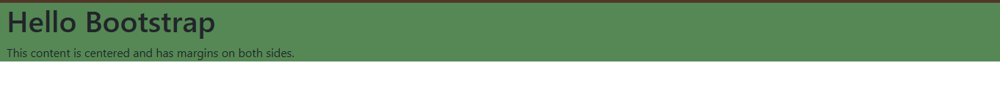 Hello Bootstrap
This content is centered and has margins on both sides.